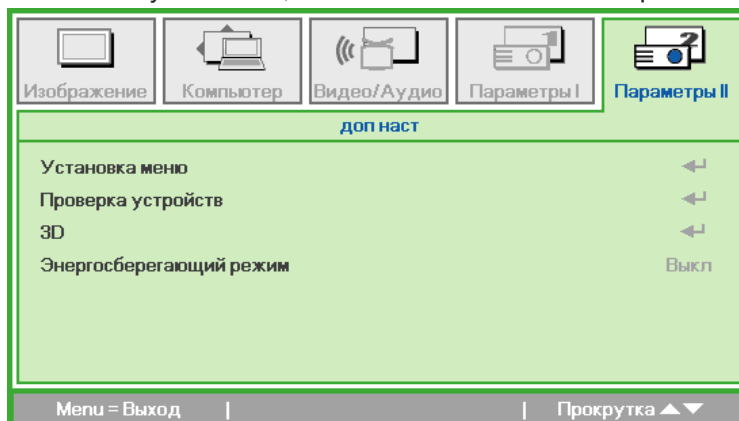 Изображение Компьютер Видео/Аудио Параметры I Параметры II
доп наст
Установка меню
Проверка устройств
3D
Энергосберегающий режим Выкл
Menu = Выход | | Прокрутка ▲▼